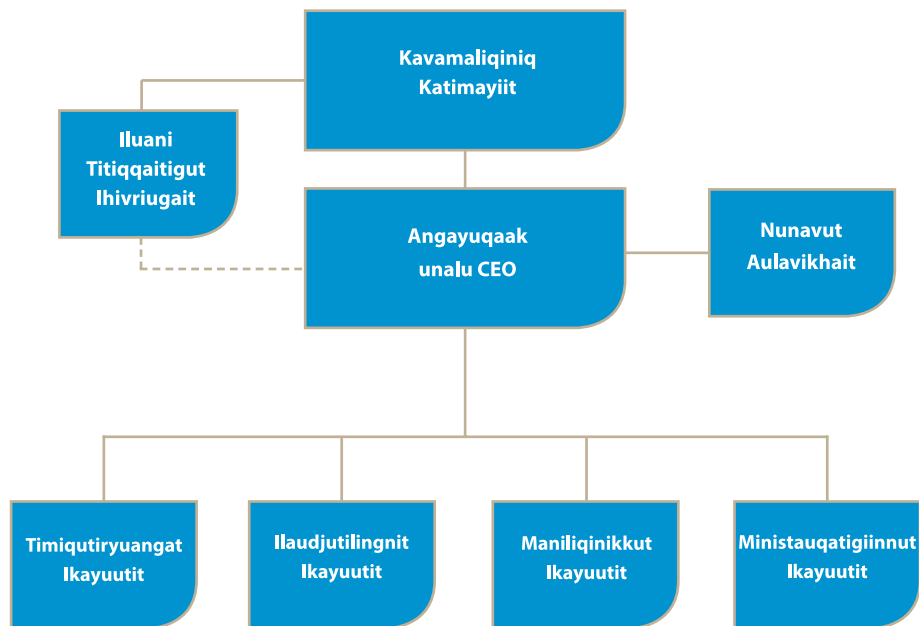 Kavamaliqiniq
Katimayiit
Iluani
Titiqqaitigut
Ihivriugait
Angayuqaak
unalu CEO
Nunavut
Aulavikhait
Timiqutiryuangat
Ikayuutit
Ilaudjutilingnit
Ikayuutit
Maniliqinikkut
Ikayuutit
Ministauqatigiinnut
Ikayuutit